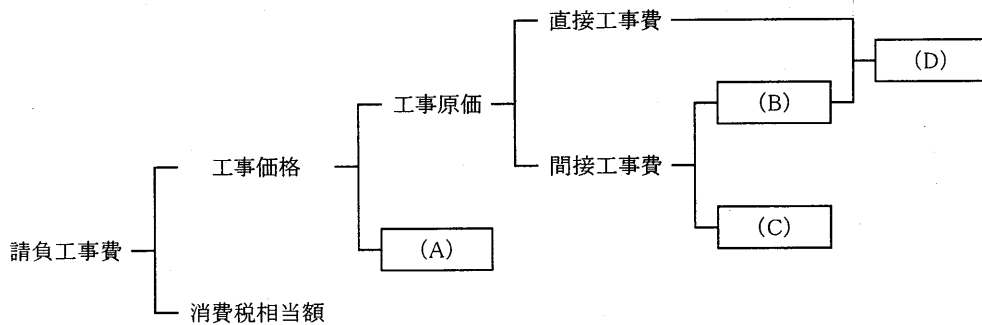 直接工事費
(D)
工事原価
(B)
工事価格
間接工事費
(C)
請負工事費
(A)
消費税相当額